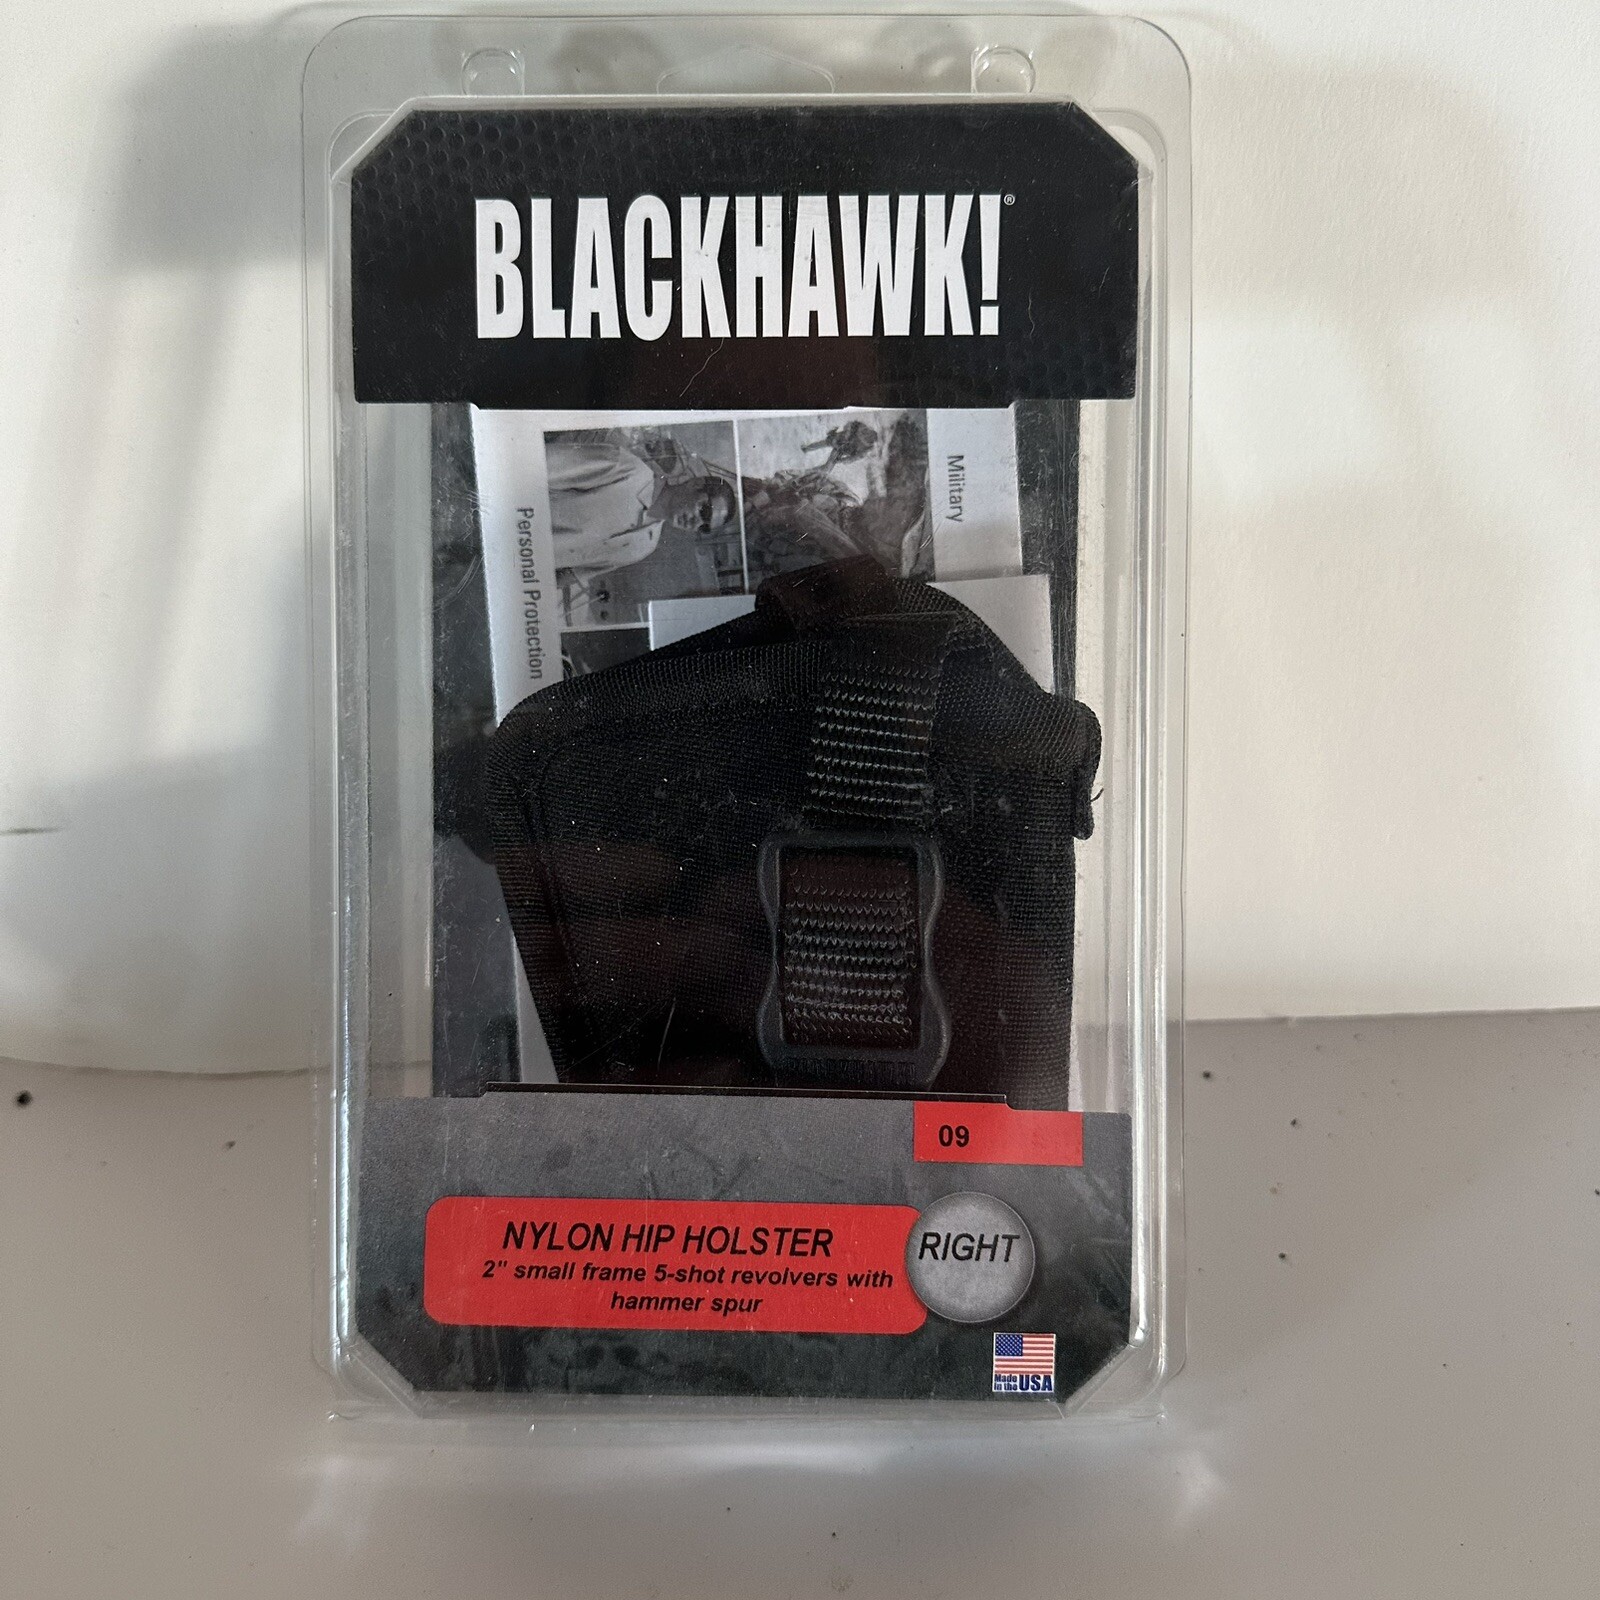 BLACKHAWK!®
Military
Personal Protection
09
NYLON HIP HOLSTER
2" small frame 5-shot revolvers with
hammer spur
RIGHT
Made
in the USA